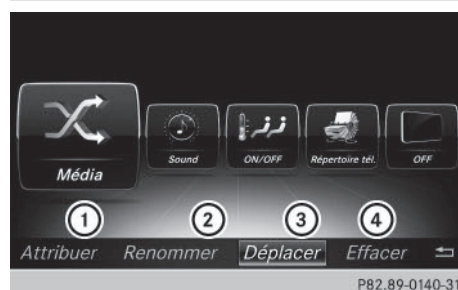 Média
Sound
ON/OFF
Répertoire tél.
OFF
1
2
3
4
Attribuer
Renommer
Déplacer
Effacer
P82.89-0140-31